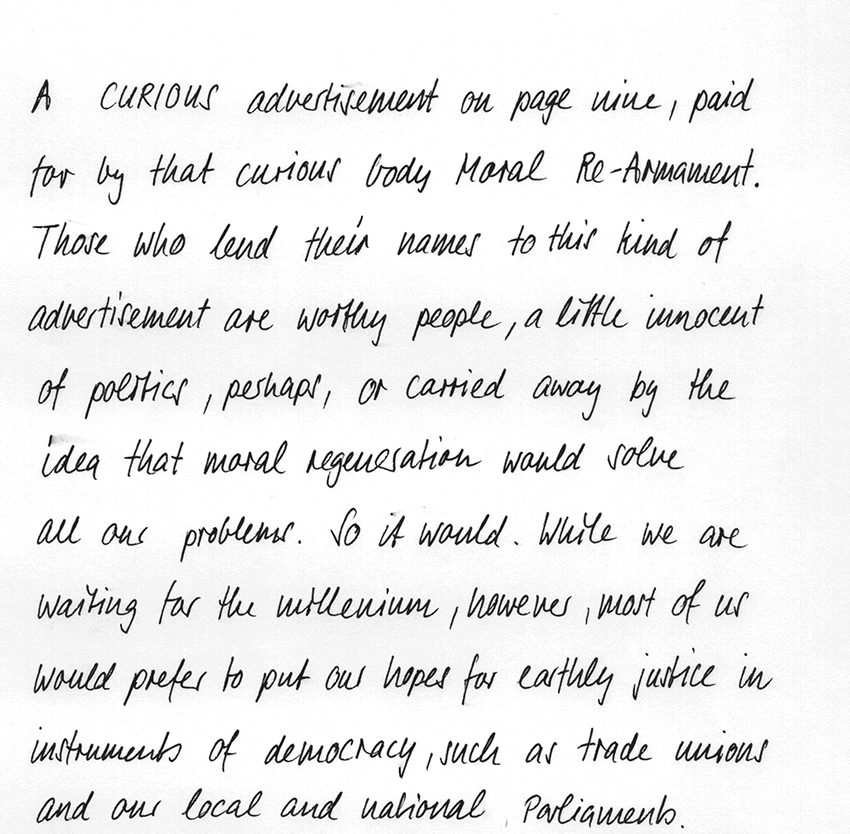 A CURIOUS advertisement on page nine, paid
for by that curious body Moral Re-Armament.
Those who lend their names to this kind of
advertisement are worthy people, a little innocent
of politics, perhaps, or carried away by the
idea that moral regeneration would solve
all our problems. So it would. While we are
waiting for the millenium, however, most of us
would prefer to put our hopes for earthly justice in
instruments of democracy, such as trade unions
and our local and national Parliaments.